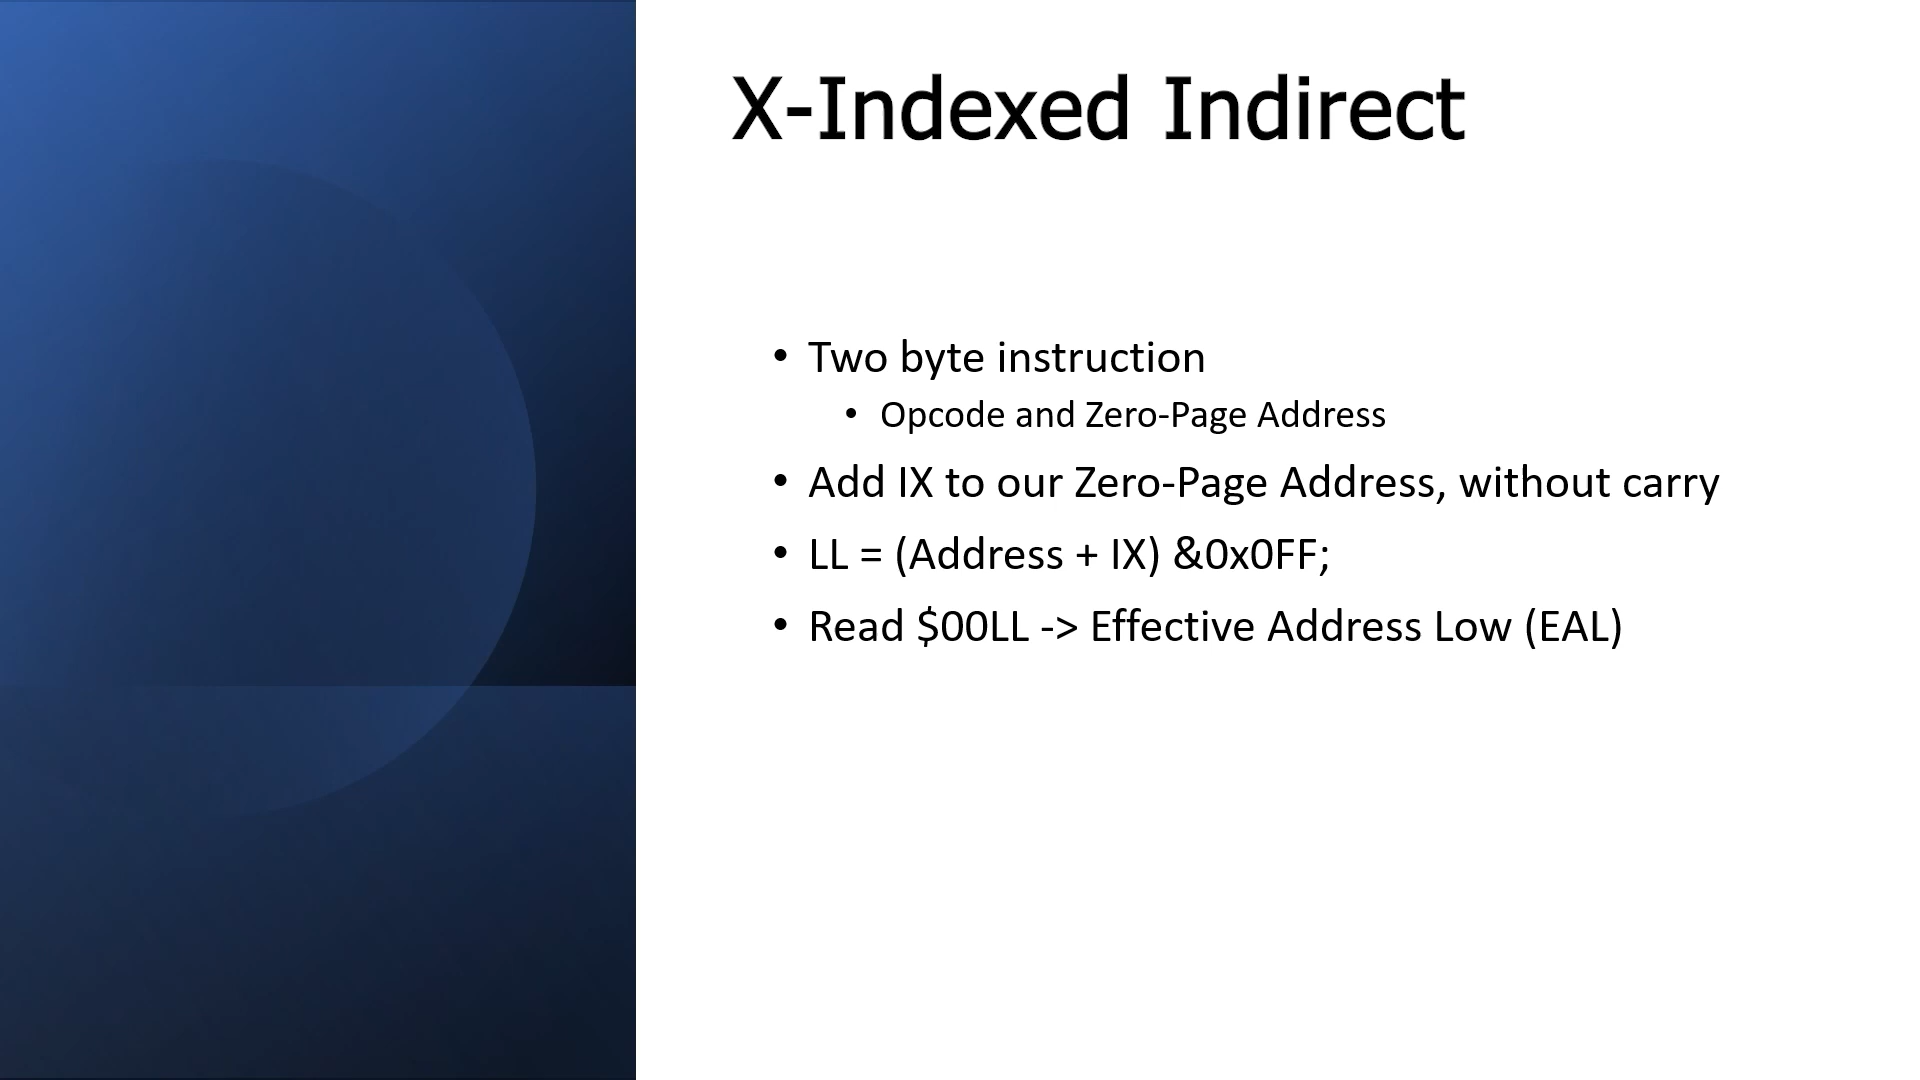 X-Indexed Indirect
• Two byte instruction
• Opcode and Zero-Page Address
• Add IX to our Zero-Page Address, without carry
• LL = (Address + IX) &0x0FF;
• Read $00LL -> Effective Address Low (EAL)